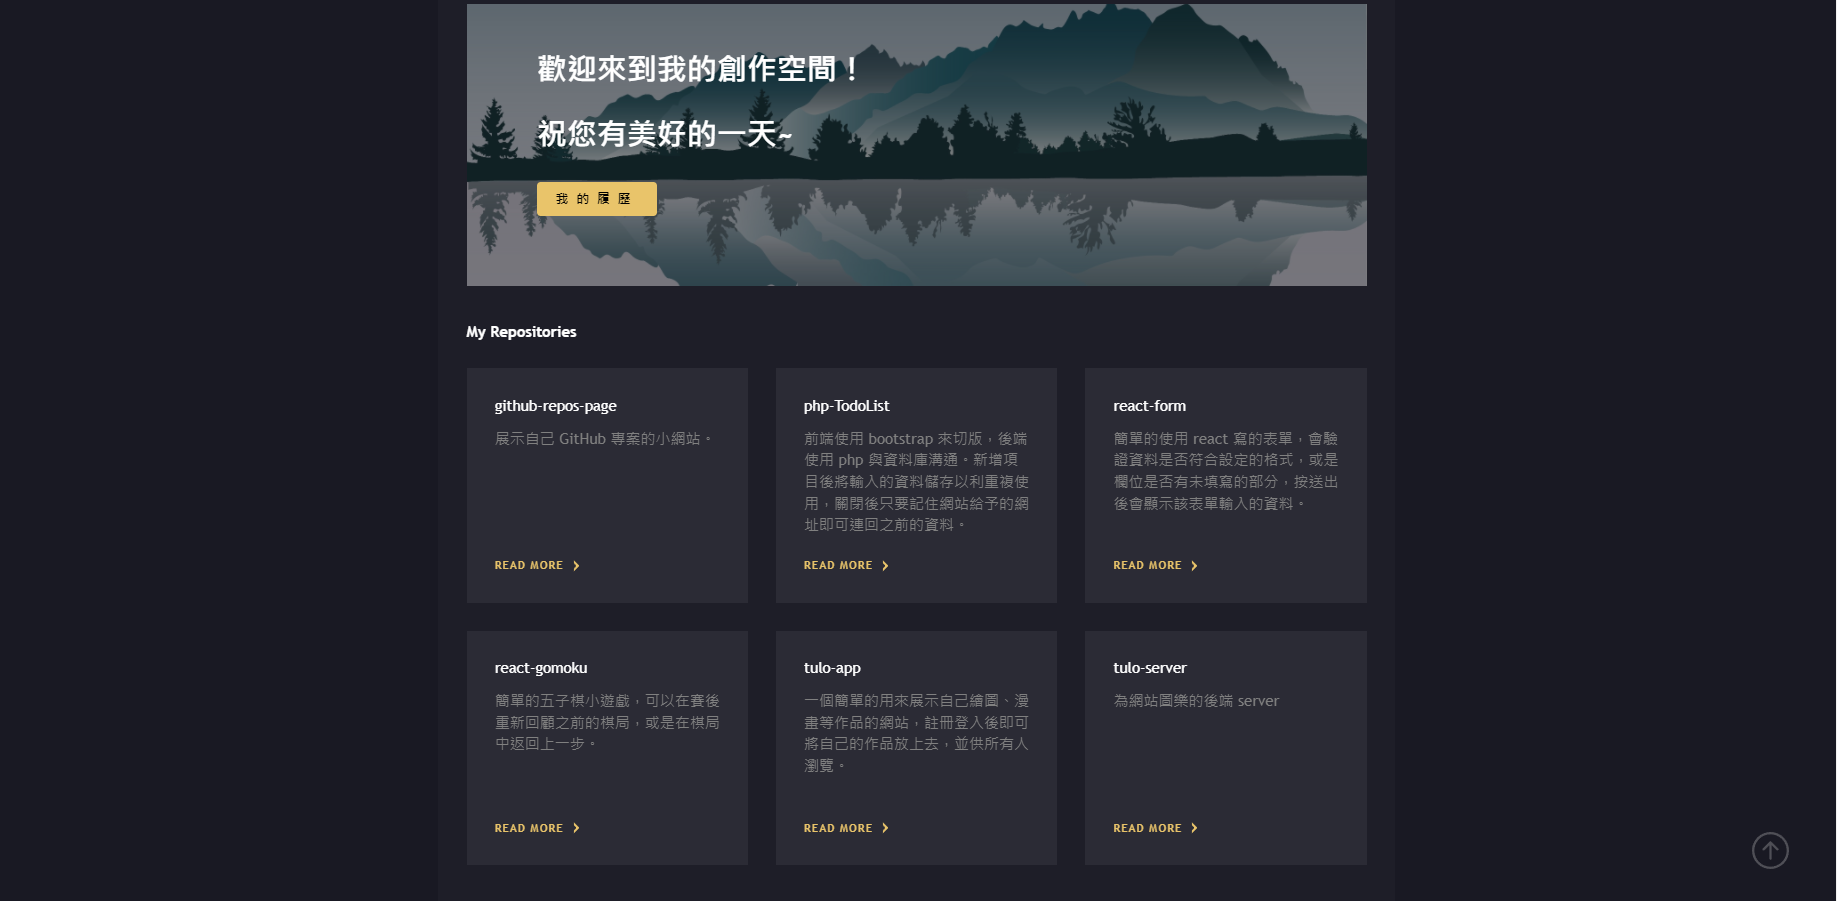 歡迎來到我的創作空間！
祝您有美好的一天~
我的履歷
My Repositories
github-repos-page
展示自己 GitHub 專案的小網站。
READ MORE
php-TodoList
前端使用 bootstrap 來切版，後端
使用 php 與資料庫溝通。新增項
目後將輸入的資料儲存以利重複使
用，關閉後只要記住網站給予的網
址即可連回之前的資料。
READ MORE
react-form
簡單的使用 react 寫的表單，會驗
證資料是否符合設定的格式，或是
欄位是否有未填寫的部分，按送出
後會顯示該表單輸入的資料。
READ MORE
react-gomoku
簡單的五子棋小遊戲，可以在賽後
重新回顧之前的棋局，或是在棋局
中返回上一步。
READ MORE
tulo-app
一個簡單的用來展示自己繪圖、漫
畫等作品的網站，註冊登入後即可
將自己的作品放上去，並供所有人
瀏覽。
READ MORE
tulo-server
為網站圖樂的後端 server
READ MORE